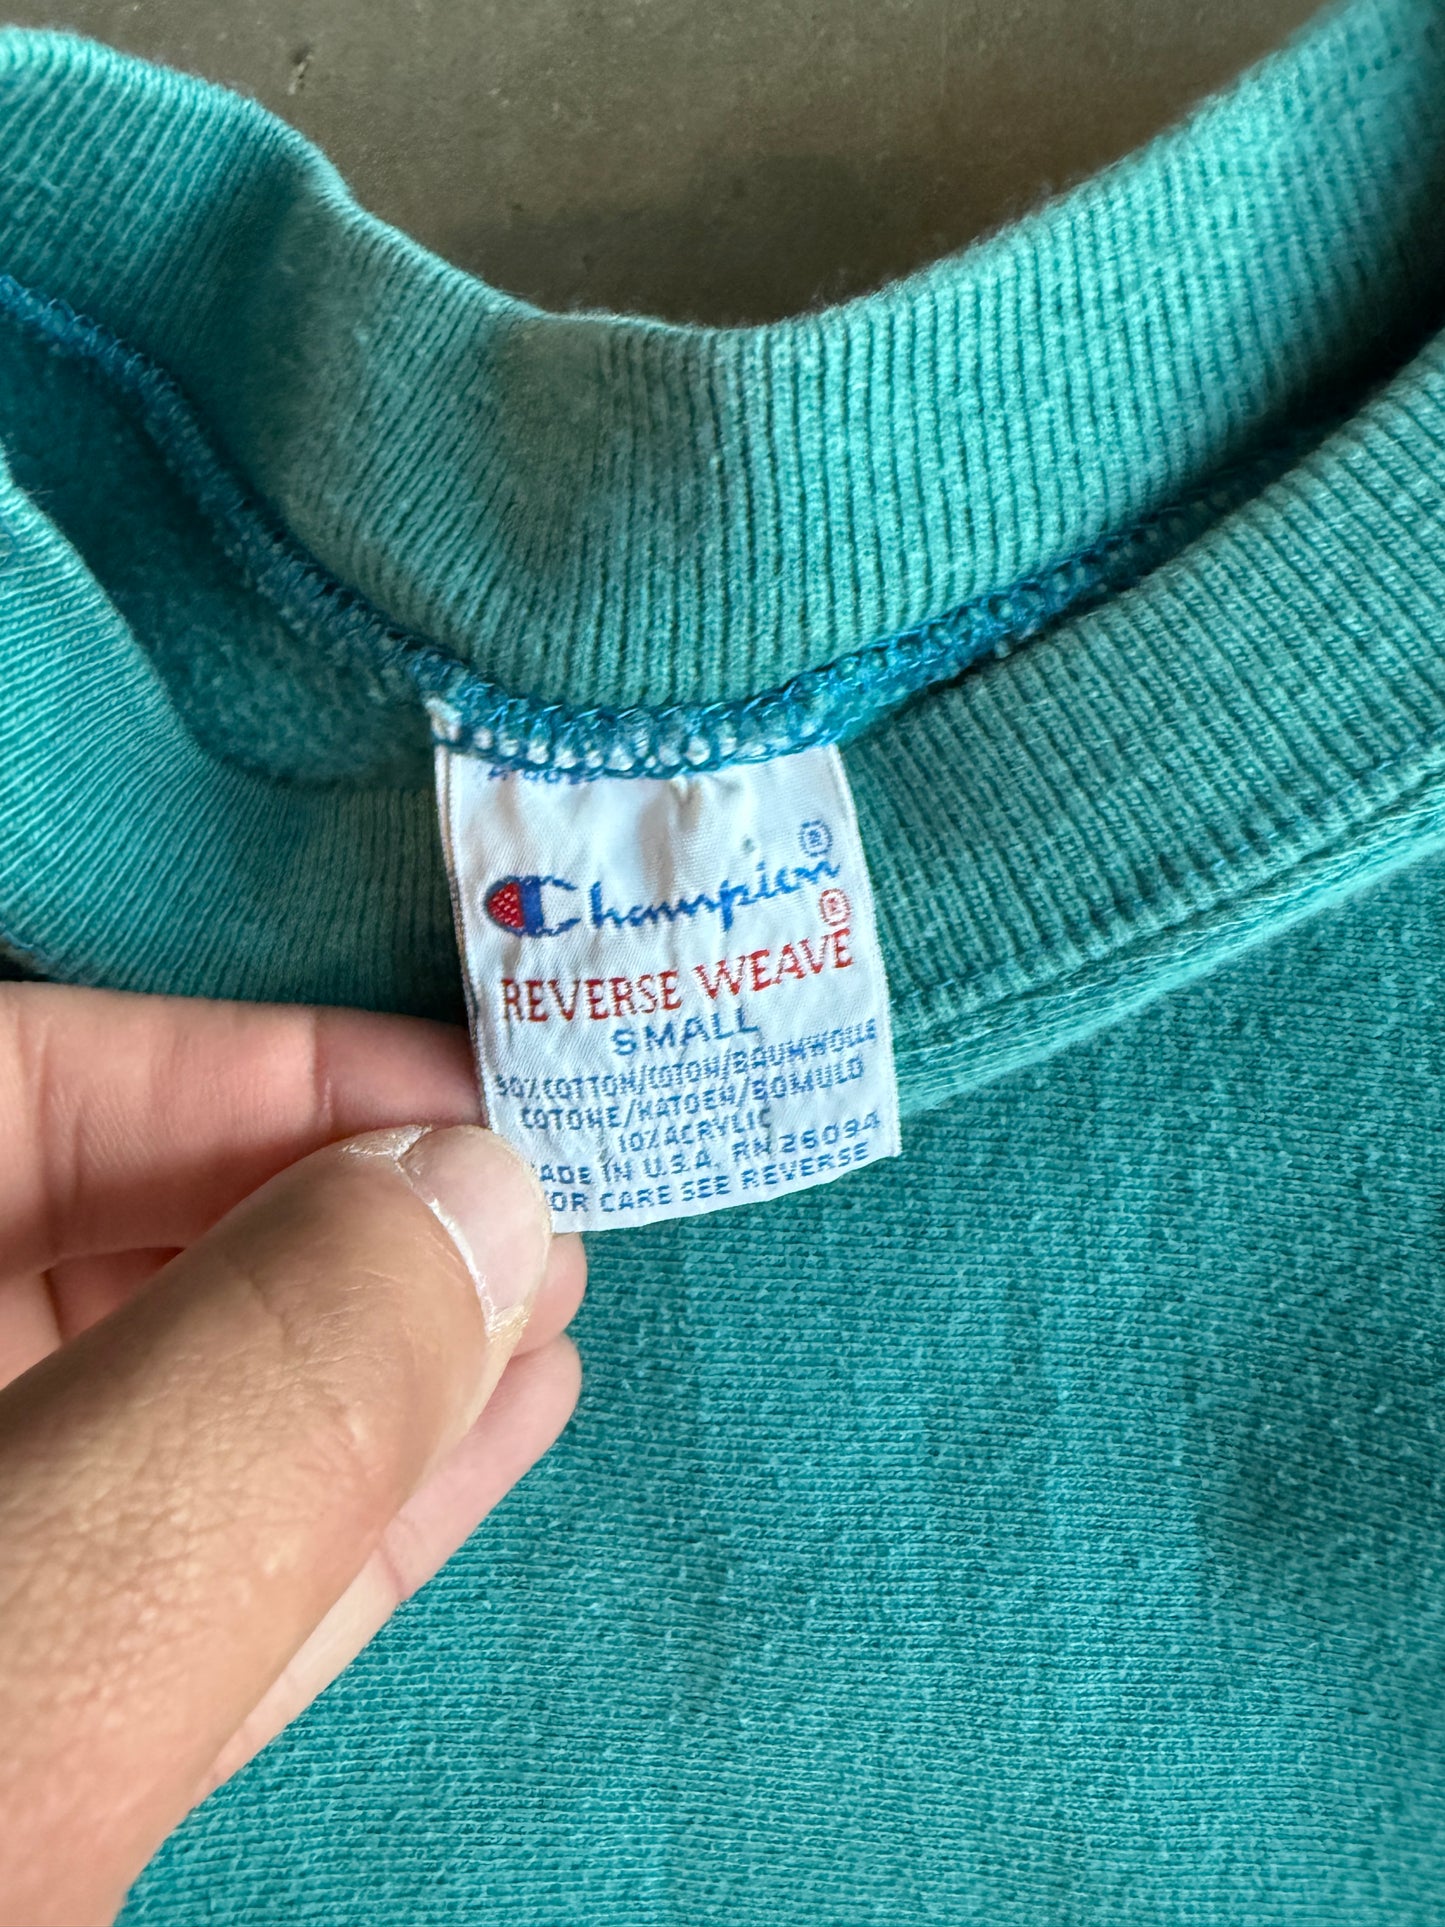 Champion®
REVERSE WEAVE®
SMALL
90% COTTON/COTON/BAUMWOLLE
COTONE/KATOEN/BOMULD
10% ACRYLIC
MADE IN U.S.A. RN 26094
FOR CARE SEE REVERSE